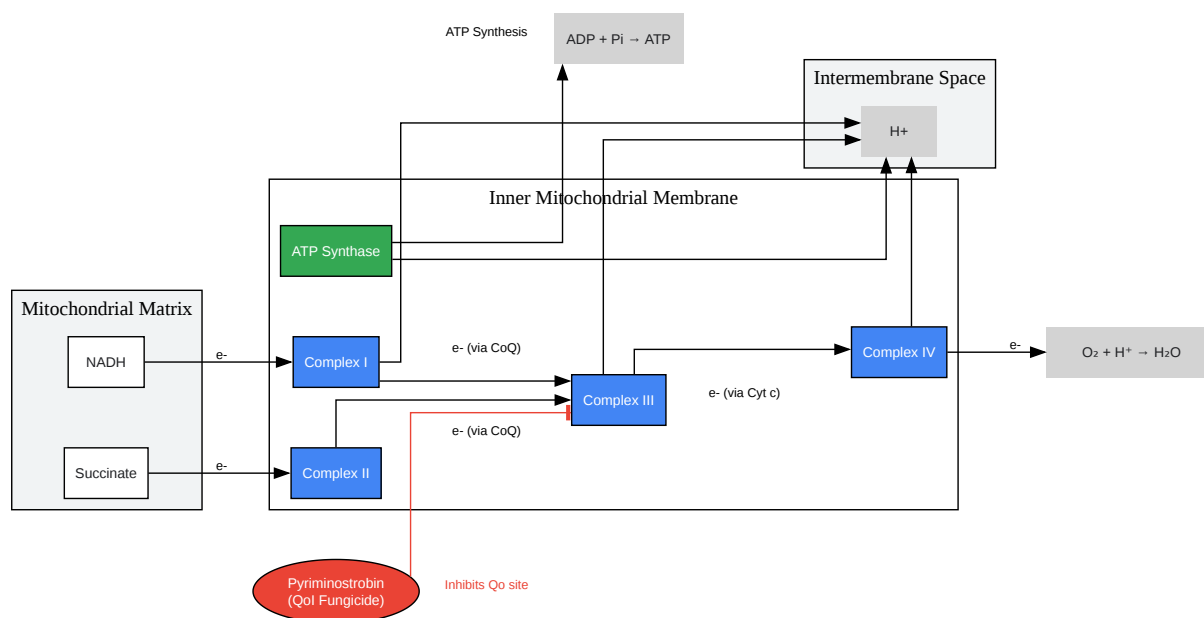 ATP Synthesis
ADP + Pi → ATP
Intermembrane Space
H+
Inner Mitochondrial Membrane
ATP Synthase
Mitochondrial Matrix
NADH
e-
Complex I
e- (via CoQ)
Complex IV
e-
O₂ + H⁺ → H₂O
Complex III
e- (via Cyt c)
e- (via CoQ)
Succinate
e-
Complex II
Pyriminostrobin
(QoI Fungicide)
Inhibits Qo site